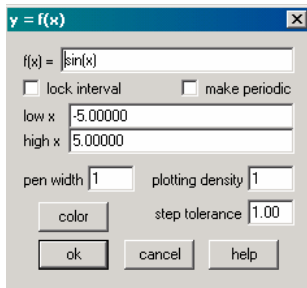 y = f(x)
f(x) = sin(x)
lock interval make periodic
low x -5.00000
high x 5.00000
pen width 1 plotting density 1
color step tolerance 1.00
ok cancel help